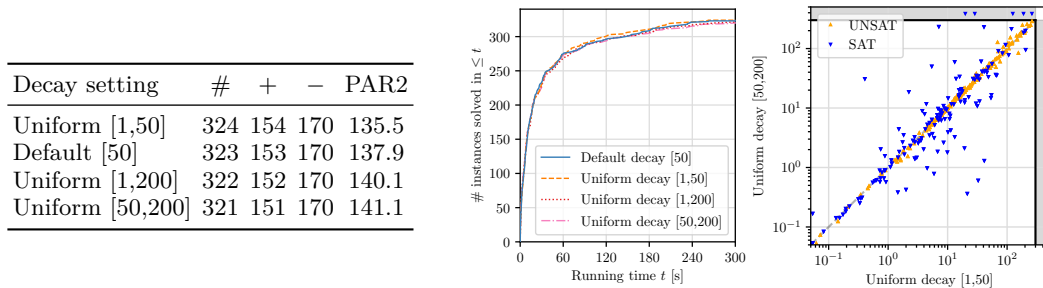 Decay setting # + − PAR2
Uniform [1,50] 324 154 170 135.5
Default [50] 323 153 170 137.9
Uniform [1,200] 322 152 170 140.1
Uniform [50,200] 321 151 170 141.1
# instances solved in ≤ t
300
250
200
150
100
50
0
Default decay [50]
Uniform decay [1,50]
Uniform decay [1,200]
Uniform decay [50,200]
0 60 120 180 240 300
Running time t [s]
Uniform decay [50,200]
10²
10¹
10⁰
10⁻¹
UNSAT
SAT
10⁻¹ 10⁰ 10¹ 10²
Uniform decay [1,50]